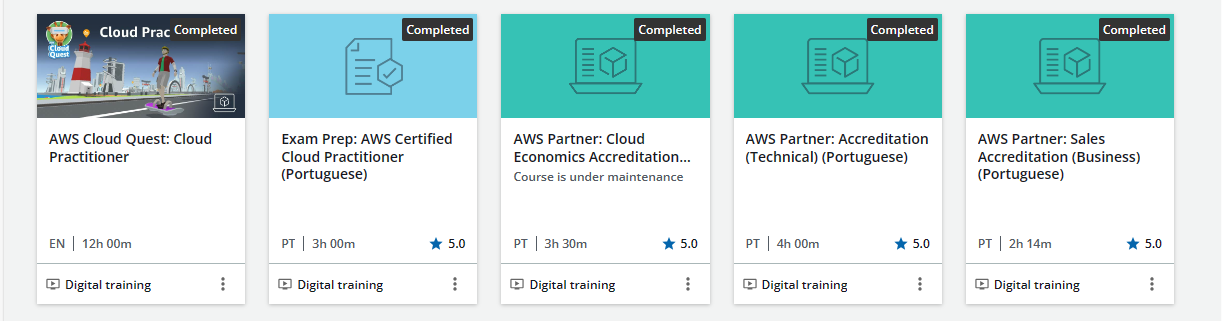 Cloud Quest
Cloud Prac
Completed
AWS Cloud Quest: Cloud
Practitioner
EN | 12h 00m
Digital training
Completed
Exam Prep: AWS Certified
Cloud Practitioner
(Portuguese)
PT | 3h 00m
5.0
Digital training
Completed
AWS Partner: Cloud
Economics Accreditation...
Course is under maintenance
PT | 3h 30m
5.0
Digital training
Completed
AWS Partner: Accreditation
(Technical) (Portuguese)
PT | 4h 00m
5.0
Digital training
Completed
AWS Partner: Sales
Accreditation (Business)
(Portuguese)
PT | 2h 14m
5.0
Digital training